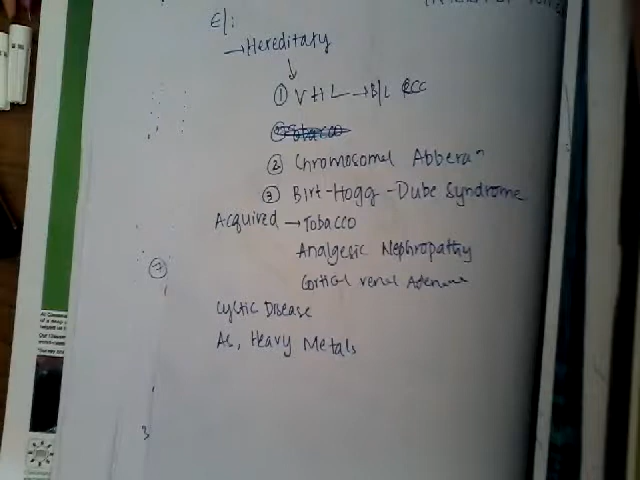 E/:
→Hereditary
① VHL → B/L RCC
② Chromosomal Abberaⁿ
③ Birt-Hogg-Dube Syndrome
Acquired → Tobacco
Analgesic Nephropathy
Cortical renal Adenoma
Cystic Disease
As, Heavy Metals
3